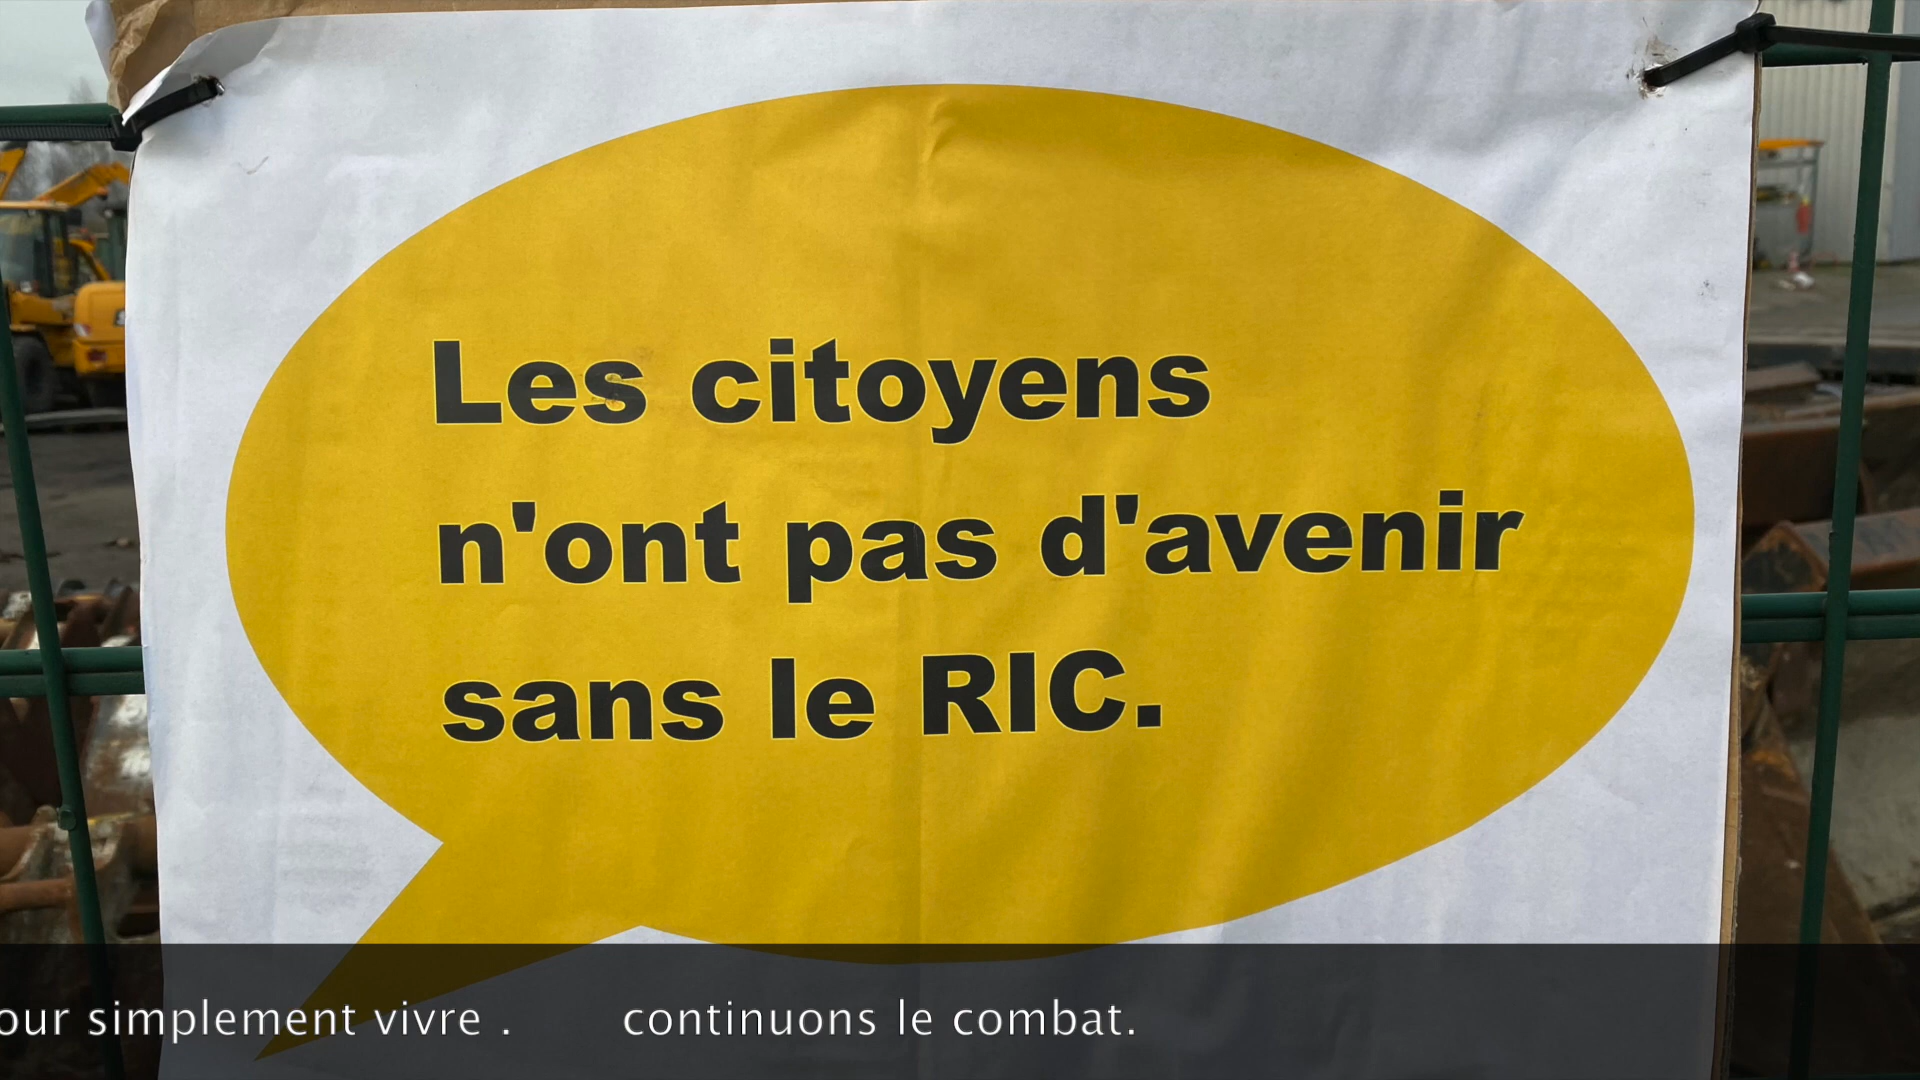 Les citoyens
n'ont pas d'avenir
sans le RIC.
our simplement vivre . continuons le combat.